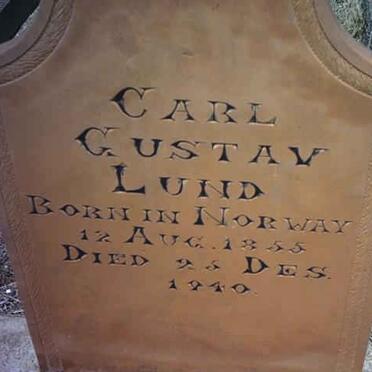 Carl
Gustav
Lund
Born in Norway
12 Aug. 1855
Died 25 Des.
1940.